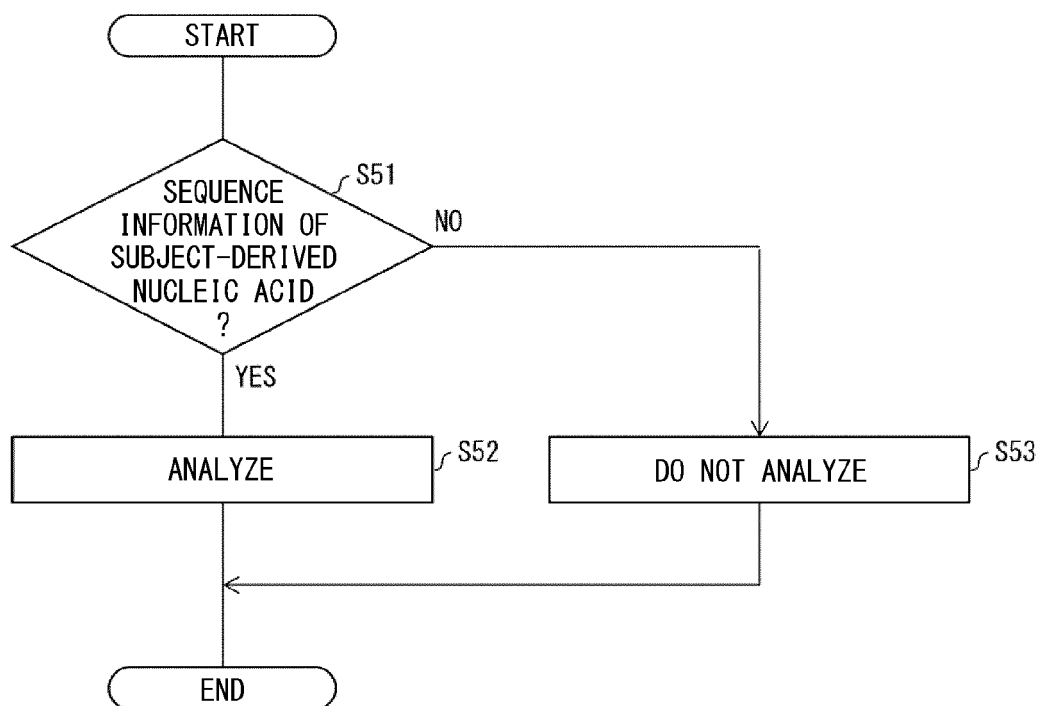 START
S51
SEQUENCE
INFORMATION OF
SUBJECT-DERIVED
NUCLEIC ACID
?
NO
YES
ANALYZE
S52
DO NOT ANALYZE
S53
END